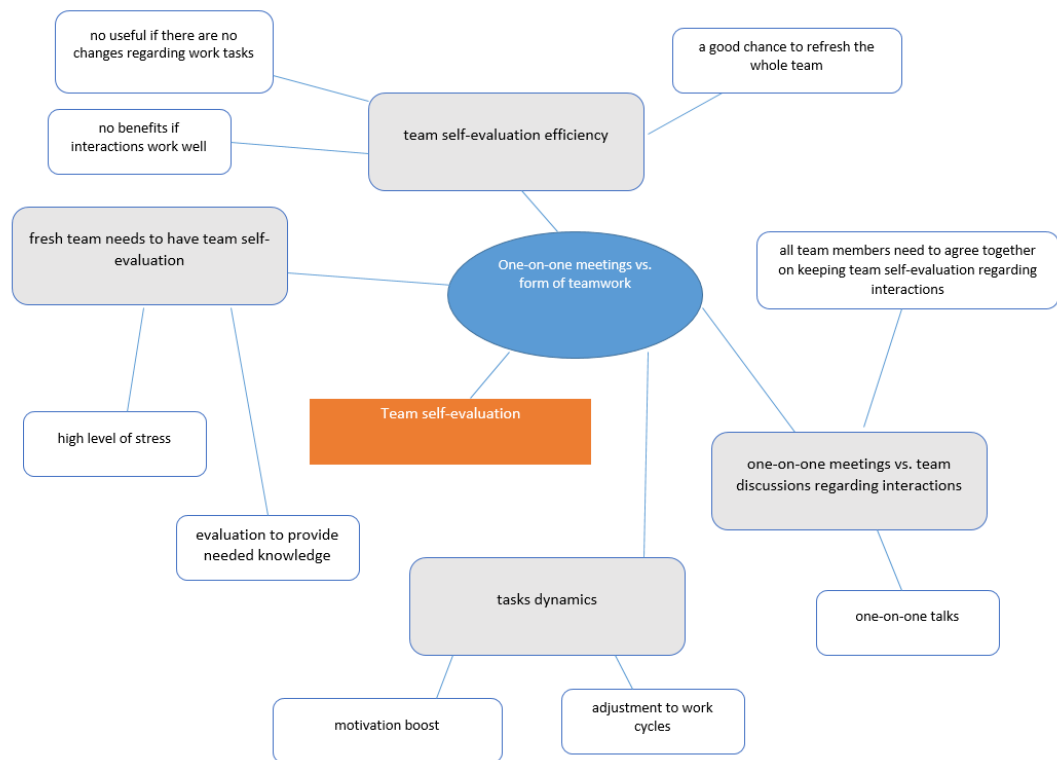 no useful if there are no
changes regarding work tasks
a good chance to refresh the
whole team
team self-evaluation efficiency
no benefits if
interactions work well
fresh team needs to have team self-
evaluation
One-on-one meetings vs.
form of teamwork
all team members need to agree together
on keeping team self-evaluation regarding
interactions
Team self-evaluation
high level of stress
one-on-one meetings vs. team
discussions regarding interactions
evaluation to provide
needed knowledge
tasks dynamics
one-on-one talks
motivation boost
adjustment to work
cycles